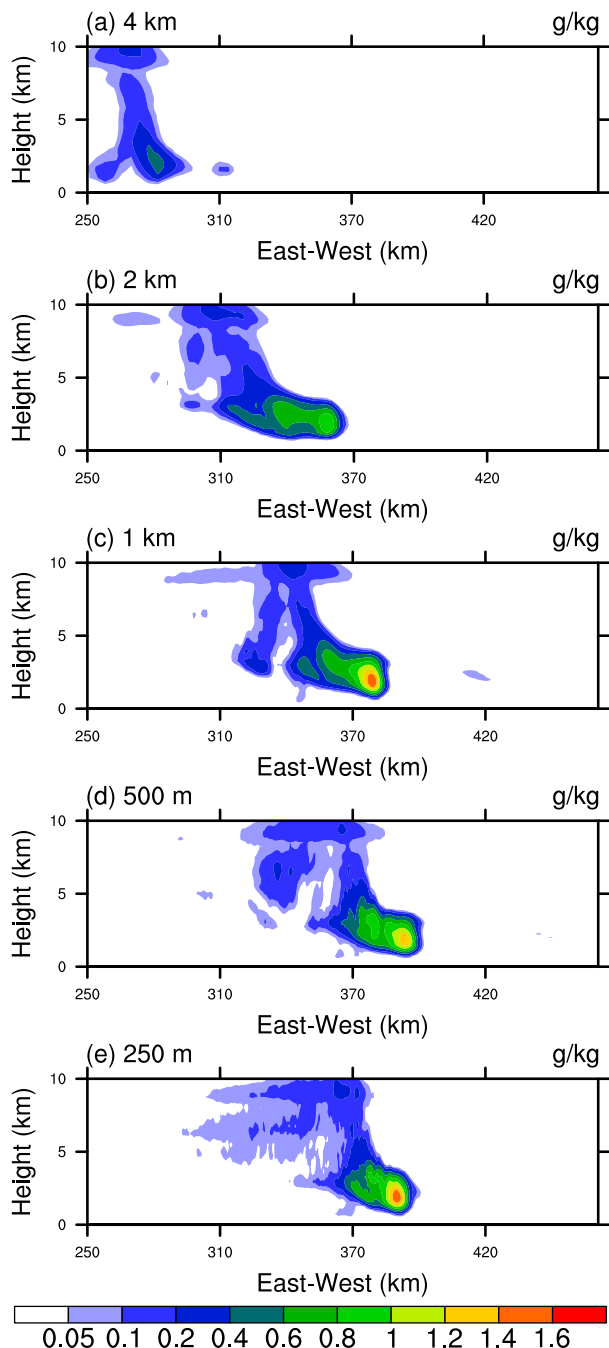 (a) 4 km g/kg
10
5
0
Height (km)
250 310 370 420
East-West (km)
(b) 2 km g/kg
10
5
0
Height (km)
250 310 370 420
East-West (km)
(c) 1 km g/kg
10
5
0
Height (km)
250 310 370 420
East-West (km)
(d) 500 m g/kg
10
5
0
Height (km)
250 310 370 420
East-West (km)
(e) 250 m g/kg
10
5
0
Height (km)
250 310 370 420
East-West (km)
0.05 0.1 0.2 0.4 0.6 0.8 1 1.2 1.4 1.6